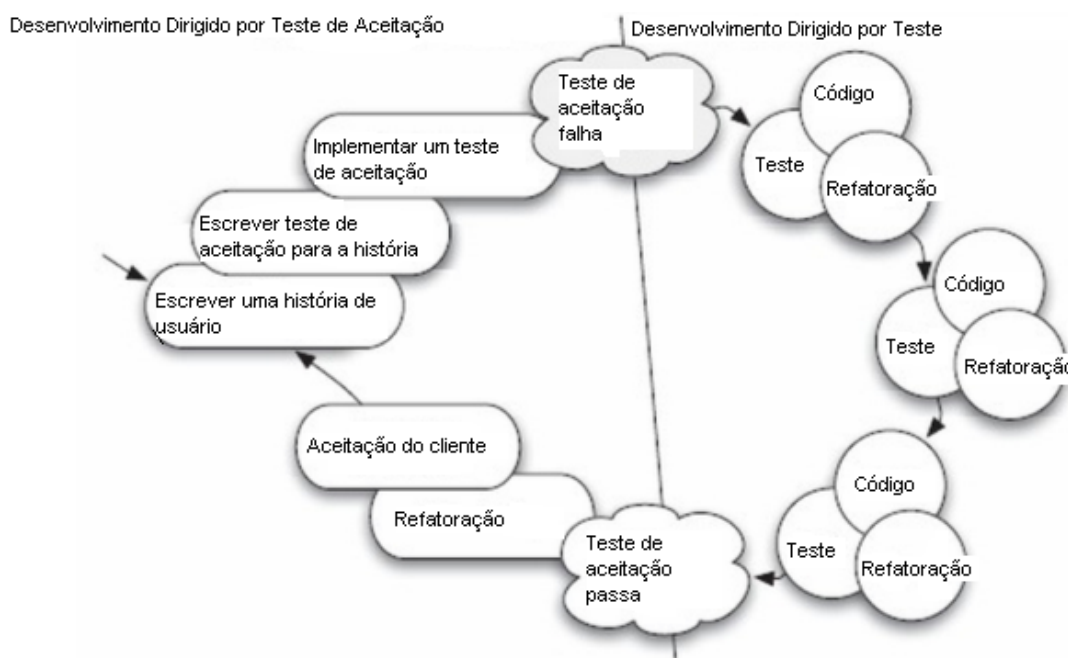 Desenvolvimento Dirigido por Teste de Aceitação
Desenvolvimento Dirigido por Teste
Teste de
aceitação
falha
Código
Teste
Refatoração
Implementar um teste
de aceitação
Escrever teste de
aceitação para a história
Escrever uma história de
usuário
Código
Teste
Refatoração
Aceitação do cliente
Refatoração
Teste de
aceitação
passa
Código
Teste
Refatoração